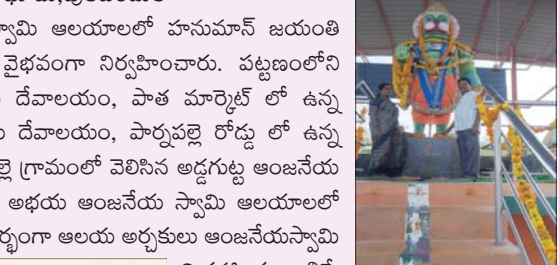 స్వామి ఆలయాలలో హనుమాన్ జయంతి
వైభవంగా నిర్వహించారు. పట్టణంలోని
దేవాలయం, పాత మార్కెట్ లో ఉన్న
దేవాలయం, పార్నపల్లె రోడ్డు లో ఉన్న
గ్రామంలో వెలిసిన అడ్డగుట్ట ఆంజనేయ
అభయ ఆంజనేయ స్వామి ఆలయాలలో
ఆలయ అర్చకులు ఆంజనేయస్వామి